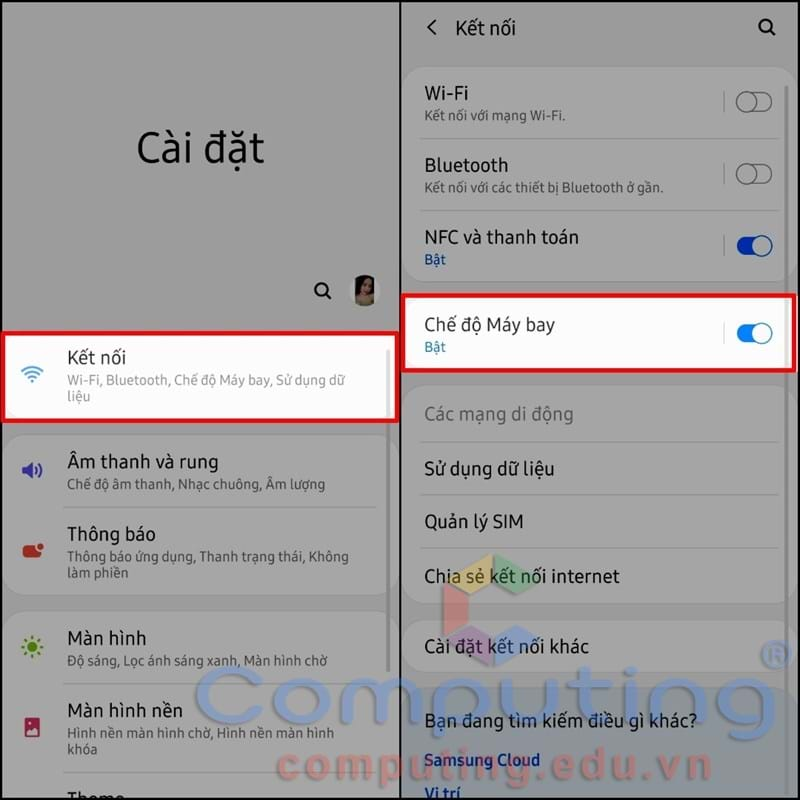 Cài đặt
Kết nối
Wi-Fi, Bluetooth, Chế độ Máy bay, Sử dụng dữ
liệu
Âm thanh và rung
Chế độ âm thanh, Nhạc chuông, Âm lượng
Thông báo
Thông báo ứng dụng, Thanh trạng thái, Không
làm phiền
Màn hình
Độ sáng, Lọc ánh sáng xanh, Màn hình chờ
Màn hình nền
Hình nền màn hình chờ, Hình nền màn hình
khóa
Theme
Kết nối
Wi-Fi
Kết nối với mạng Wi-Fi.
Bluetooth
Kết nối với các thiết bị Bluetooth ở gần.
NFC và thanh toán
Bật
Chế độ Máy bay
Bật
Các mạng di động
Sử dụng dữ liệu
Quản lý SIM
Chia sẻ kết nối internet
Cài đặt kết nối khác
Bạn đang tìm kiếm điều gì khác?
Samsung Cloud
Vị trí
Computing®
computing.edu.vn